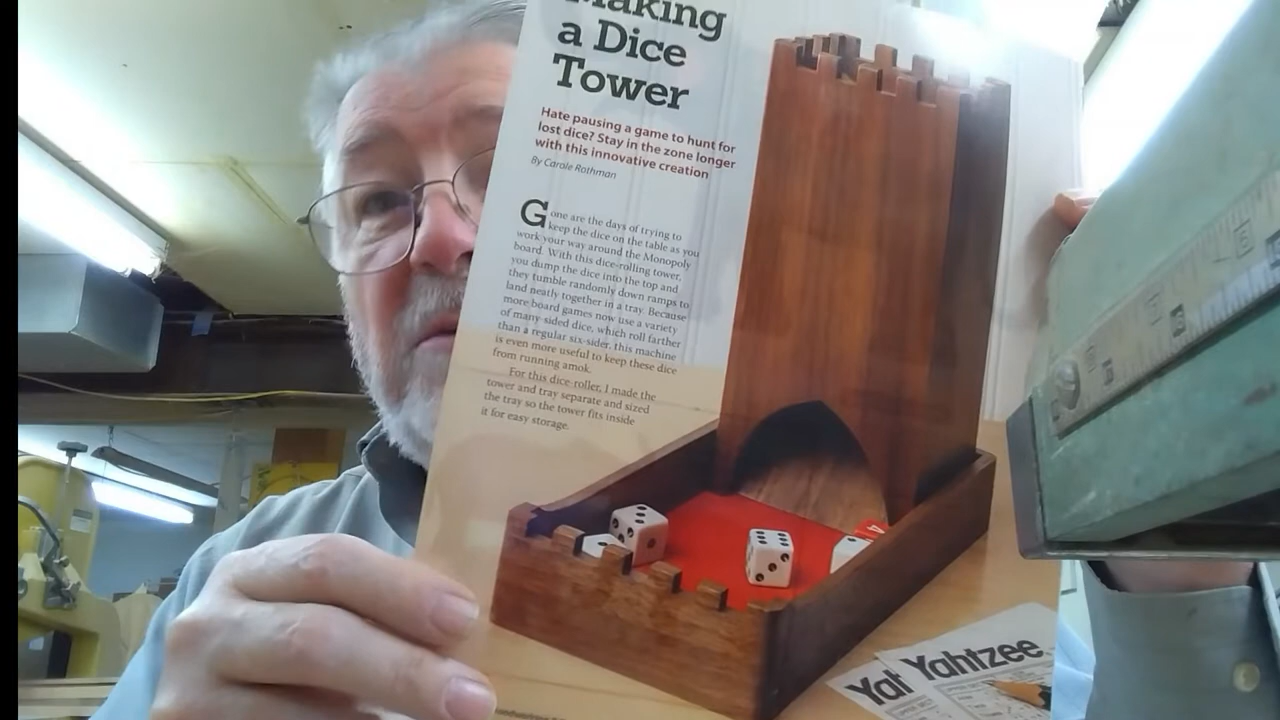 Making
a Dice
Tower
Hate pausing a game to hunt for
lost dice? Stay in the zone longer
with this innovative creation
By Carole Rothman
Gone are the days of trying to
keep the dice on the table as you
work your way around the Monopoly
board. With this dice-rolling tower,
you dump the dice into the top and
they tumble randomly down ramps to
land neatly together in a tray. Because
more board games now use a variety
of many-sided dice, which roll farther
than a regular six-sider, this machine
is even more useful to keep these dice
from running amok.
For this dice-roller, I made the
tower and tray separate and sized
the tray so the tower fits inside
it for easy storage.
4
Yaht
Yahtzee